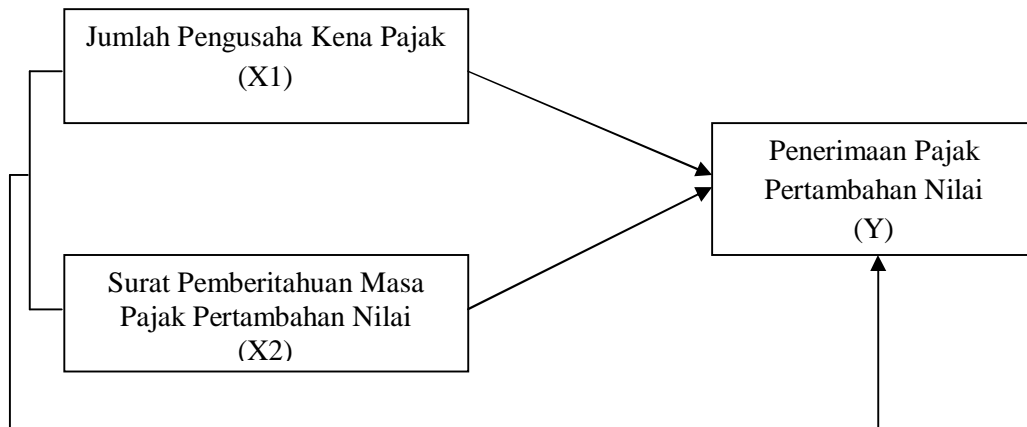 Jumlah Pengusaha Kena Pajak
(X1)
Penerimaan Pajak
Pertambahan Nilai
(Y)
Surat Pemberitahuan Masa
Pajak Pertambahan Nilai
(X2)